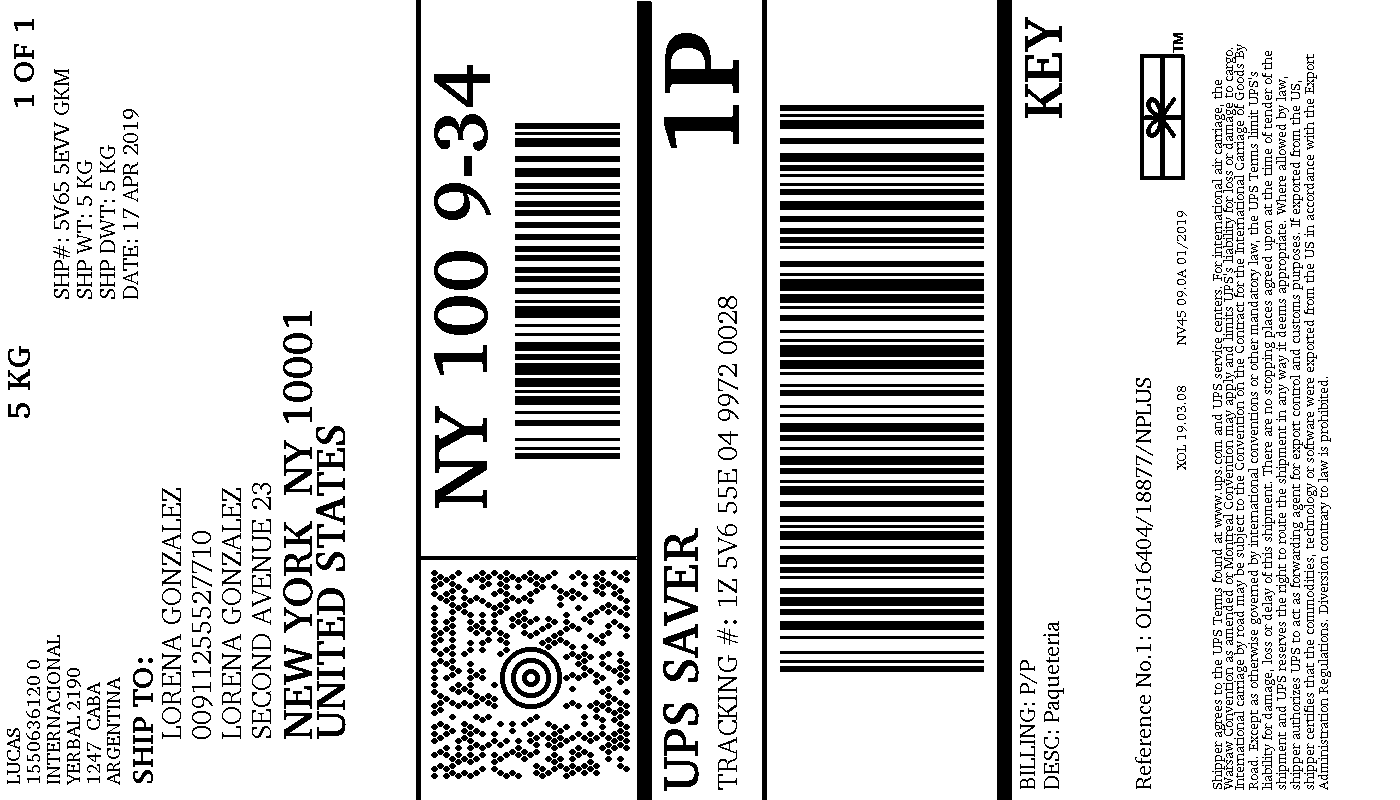 LUCAS
1550636120 0
INTERNACIONAL
YERBAL 2190
1247 CABA
ARGENTINA
5 KG
1 OF 1
SHP#: 5V65 5EVV GKM
SHP WT: 5 KG
SHP DWT: 5 KG
DATE: 17 APR 2019
SHIP TO:
LORENA GONZALEZ
0091125552771​0
LORENA GONZALEZ
SECOND AVENUE 23
NEW YORK NY 10001
UNITED STATES
NY 100 9-34
UPS SAVER
1P
TRACKING #: 1Z 5V6 55E 04 9972 0028
BILLING: P/P
DESC: Paqueteria
KEY
Reference No.1: OLG16404/18877/NPLUS
XOL 19.03.08 NV45 09.0A 01/2019
TM
Shipper agrees to the UPS Terms found at www.ups.com and UPS service centers. For international air carriage, the
Warsaw Convention as amended or Montreal Convention may apply and limits UPS's liability for loss or damage to cargo.
International carriage by road may be subject to the Convention on the Contract for the International Carriage of Goods By
Road. Except as otherwise governed by international conventions or other mandatory law, the UPS Terms limit UPS's
liability for damage, loss or delay of this shipment. There are no stopping places agreed upon at the time of tender of the
shipment and UPS reserves the right to route the shipment in any way it deems appropriate. Where allowed by law,
shipper authorizes UPS to act as forwarding agent for export control and customs purposes. If exported from the US,
shipper certifies that the commodities, technology or software were exported from the US in accordance with the Export
Administration Regulations. Diversion contrary to law is prohibited.